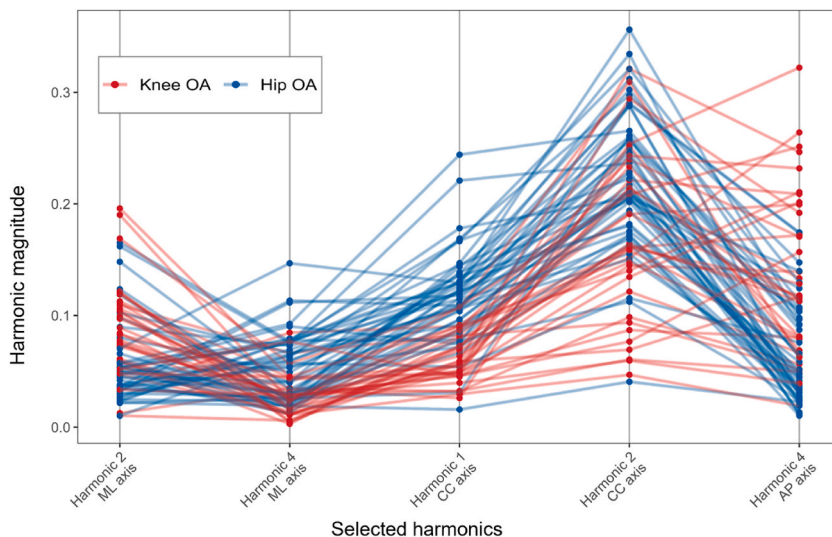 Knee OA
Hip OA
Harmonic magnitude
0.3
0.2
0.1
0.0
Harmonic 2
ML axis
Harmonic 4
ML axis
Harmonic 1
CC axis
Harmonic 2
CC axis
Harmonic 4
AP axis
Selected harmonics